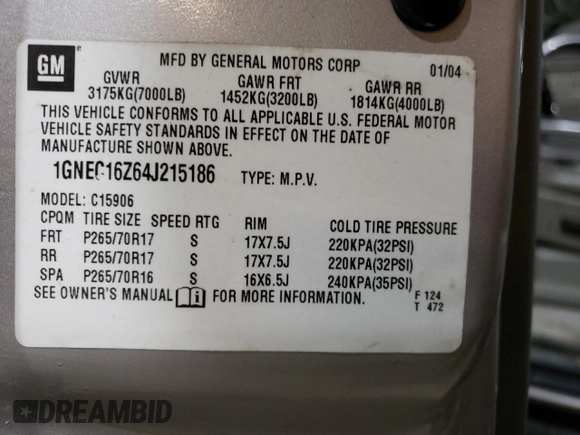 GM
MFD BY GENERAL MOTORS CORP 01/04
GVWR GAWR FRT GAWR RR
3175KG(7000LB) 1452KG(3200LB) 1814KG(4000LB)
THIS VEHICLE CONFORMS TO ALL APPLICABLE U.S. FEDERAL MOTOR
VEHICLE SAFETY STANDARDS IN EFFECT ON THE DATE OF
MANUFACTURE SHOWN ABOVE.
1GNEC16Z64J215186 TYPE: M.P.V.
MODEL: C15906
CPQM TIRE SIZE SPEED RTG RIM COLD TIRE PRESSURE
FRT P265/70R17 S 17X7.5J 220KPA(32PSI)
RR P265/70R17 S 17X7.5J 220KPA(32PSI)
SPA P265/70R16 S 16X6.5J 240KPA(35PSI)
SEE OWNER'S MANUAL FOR MORE INFORMATION.
F 124
T 472
DREAMBID